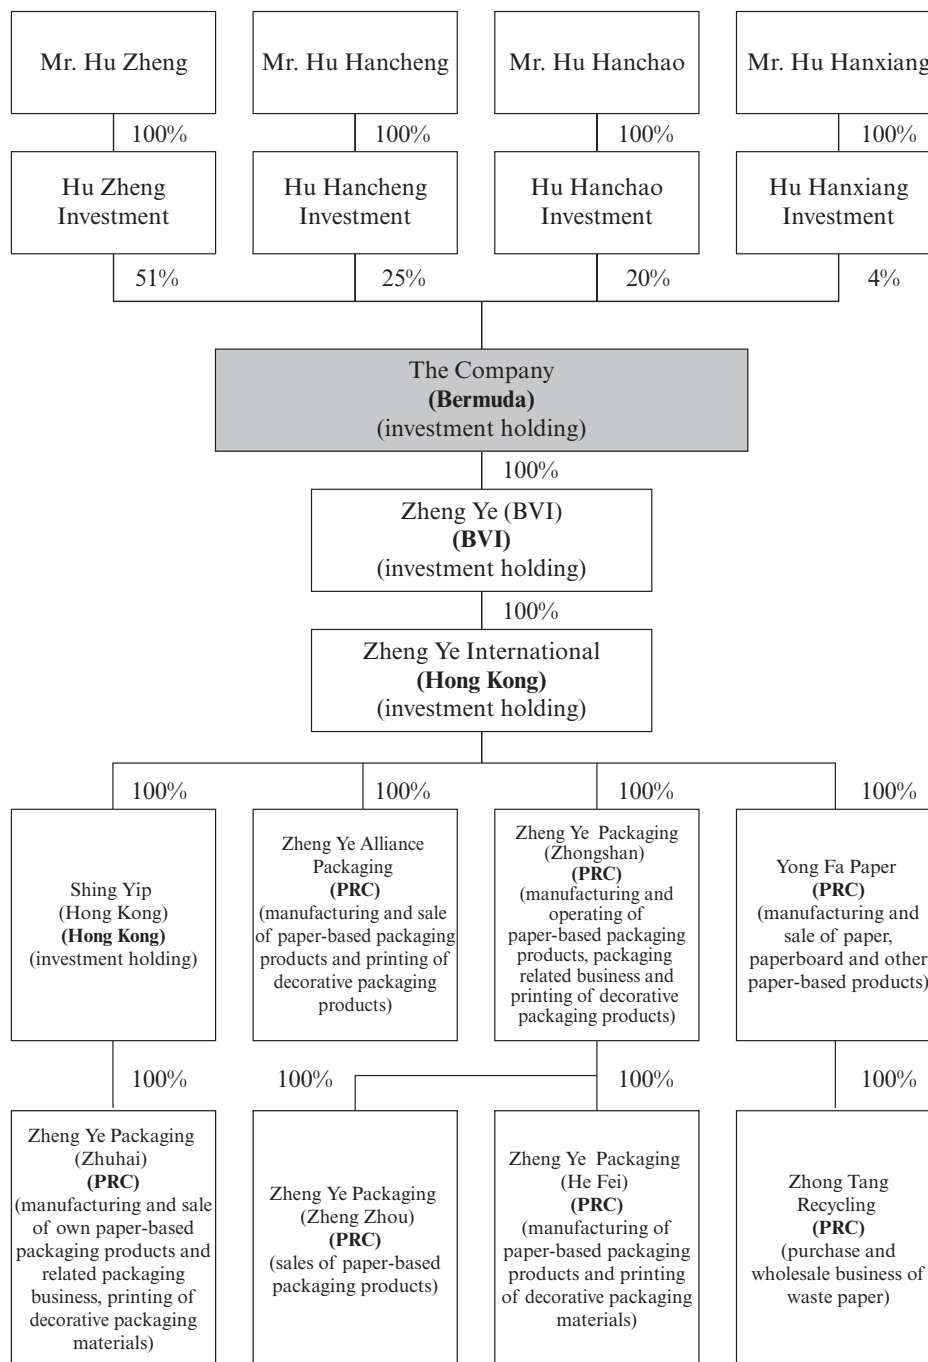 Mr. Hu Zheng
Mr. Hu Hancheng
Mr. Hu Hanchao
Mr. Hu Hanxiang
100%
100%
100%
100%
Hu Zheng
Investment
Hu Hancheng
Investment
Hu Hanchao
Investment
Hu Hanxiang
Investment
51%
25%
20%
4%
The Company
(Bermuda)
(investment holding)
100%
Zheng Ye (BVI)
(BVI)
(investment holding)
100%
Zheng Ye International
(Hong Kong)
(investment holding)
100%
100%
100%
100%
Shing Yip
(Hong Kong)
(Hong Kong)
(investment holding)
Zheng Ye Alliance
Packaging
(PRC)
(manufacturing and sale
of paper-based packaging
products and printing of
decorative packaging
products)
Zheng Ye Packaging
(Zhongshan)
(PRC)
(manufacturing and
operating of
paper-based packaging
products, packaging
related business and
printing of decorative
packaging products)
Yong Fa Paper
(PRC)
(manufacturing and
sale of paper,
paperboard and other
paper-based products)
100%
100%
100%
100%
Zheng Ye Packaging
(Zhuhai)
(PRC)
(manufacturing and sale
of own paper-based
packaging products and
related packaging
business, printing of
decorative packaging
materials)
Zheng Ye Packaging
(Zheng Zhou)
(PRC)
(sales of paper-based
packaging products)
Zheng Ye Packaging
(He Fei)
(PRC)
(manufacturing of
paper-based packaging
products and printing
of decorative packaging
materials)
Zhong Tang
Recycling
(PRC)
(purchase and
wholesale business of
waste paper)